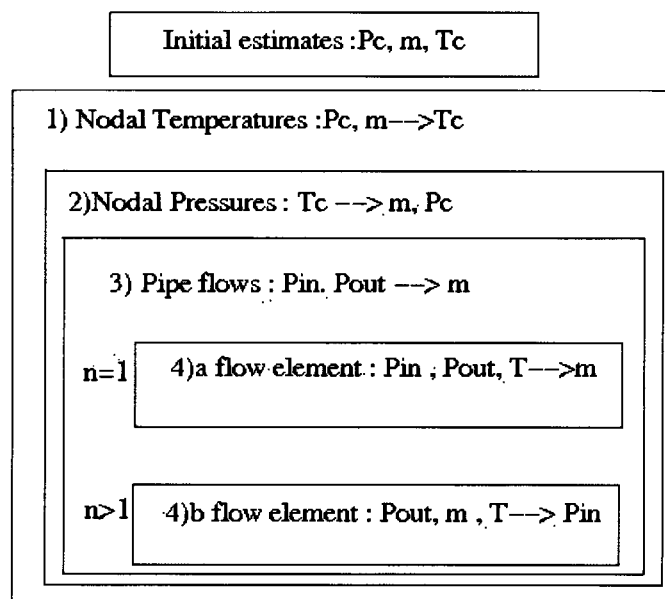 Initial estimates :Pc, m, Tc
1) Nodal Temperatures :Pc, m-->Tc
2)Nodal Pressures : Tc -->m, Pc
3) Pipe flows : Pin. Pout --> m
n=1
4)a flow element : Pin , Pout, T-->m
n>1
4)b flow element : Pout, m , T--> Pin